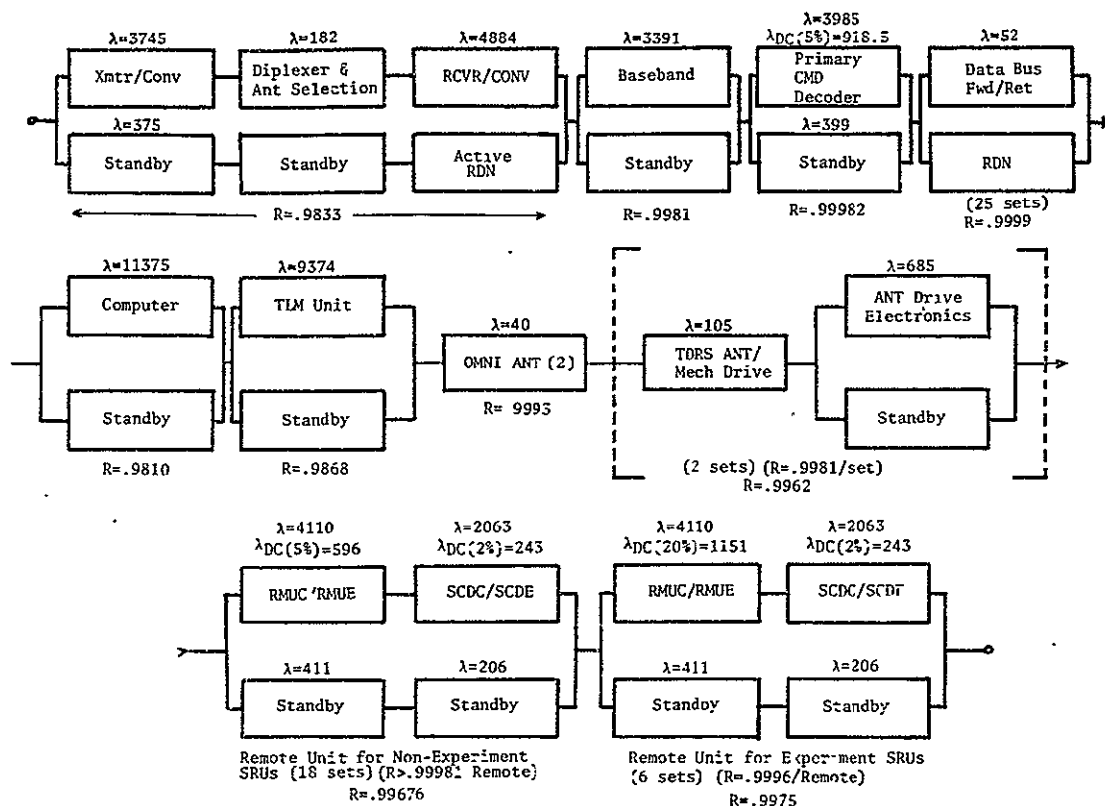 λ=3745
Xmtr/Conv
λ=182
Diplexer &
Ant Selection
λ=4884
RCVR/CONV
λ=3391
Baseband
λ=3985
λDC(5%)=918.5
Primary
CMD
Decoder
λ=52
Data Bus
Fwd/Ret
λ=375
Standby
Standby
Active
RDN
Standby
λ=399
Standby
RDN
(25 sets)
R=.9833
R=.9981
R=.99982
R=.9999
λ=11375
Computer
λ=9374
TLM Unit
λ=40
OMNI ANT (2)
R= 9993
λ=105
TDRS ANT/
Mech Drive
λ=685
ANT Drive
Electronics
Standby
Standby
Standby
R=.9810
R=.9868
(2 sets) (R=.9981/set)
R=.9962
λ=4110
λDC(5%)=596
RMUC/RMUE
λ=2063
λDC(2%)=243
SCDC/SCDE
λ=4110
λDC(20%)=1151
RMUC/RMUE
λ=2063
λDC(2%)=243
SCDC/SCDE
λ=411
Standby
λ=206
Standby
λ=411
Standby
λ=206
Standby
Remote Unit for Non-Experiment
SRUs (18 sets) (R>.99981 Remote)
R=.99676
Remote Unit for Experiment SRUs
(6 sets) (R=.9996/Remote)
R=.9975